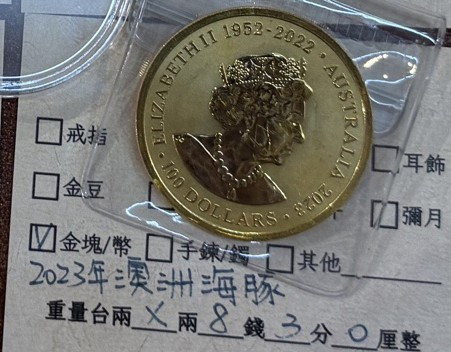 ELIZABETH II 1952-2022 · AUSTRALIA
· 100 DOLLARS · 2023
戒指
耳飾
金豆
彌月
金塊/幣
手鍊/鐲
其他
2023年澳洲海豚
重量台兩X兩8錢3分0厘整